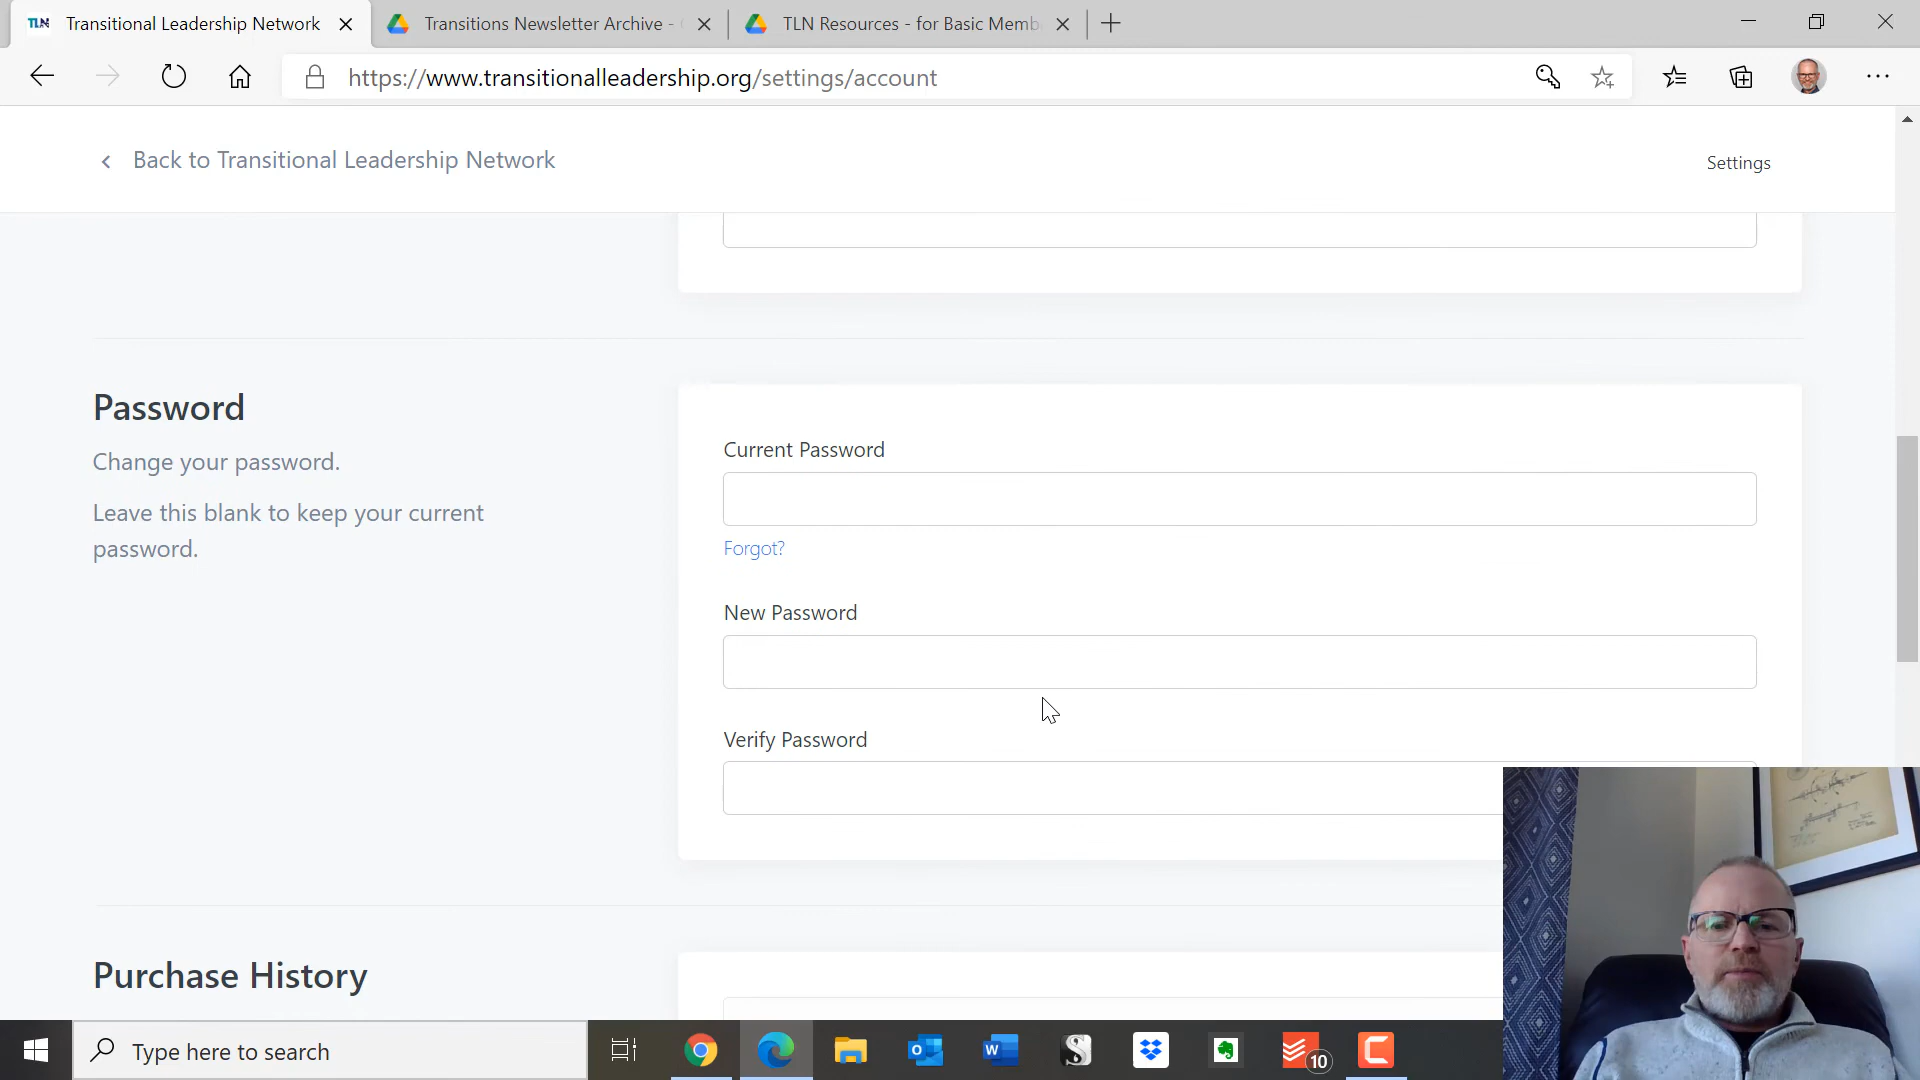 TLN Transitional Leadership Network
Transitions Newsletter Archive -
TLN Resources - for Basic Memb
https://www.transitionalleadership.org/settings/account
Back to Transitional Leadership Network
Settings
Password
Change your password.
Leave this blank to keep your current
password.
Current Password
Forgot?
New Password
Verify Password
Purchase History
Type here to search
10